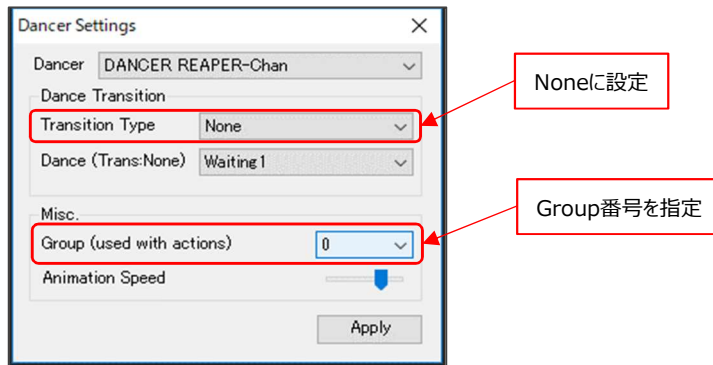 Dancer Settings
Dancer DANCER REAPER-Chan
Dance Transition
Transition Type None
Dance (Trans:None) Waiting1
Misc.
Group (used with actions) 0
Animation Speed
Apply
Noneに設定
Group番号を指定